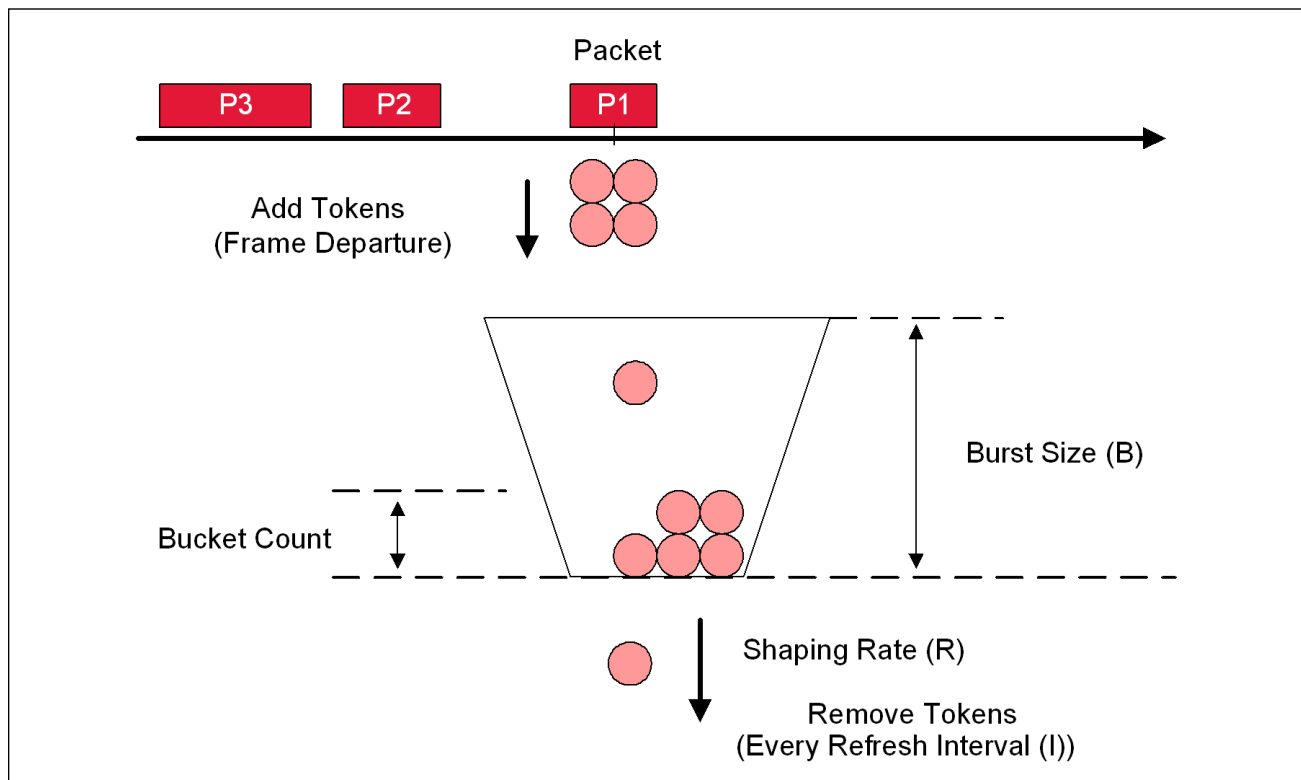 Packet
P3 P2 P1
Add Tokens
(Frame Departure)
Burst Size (B)
Bucket Count
Shaping Rate (R)
Remove Tokens
(Every Refresh Interval (I))